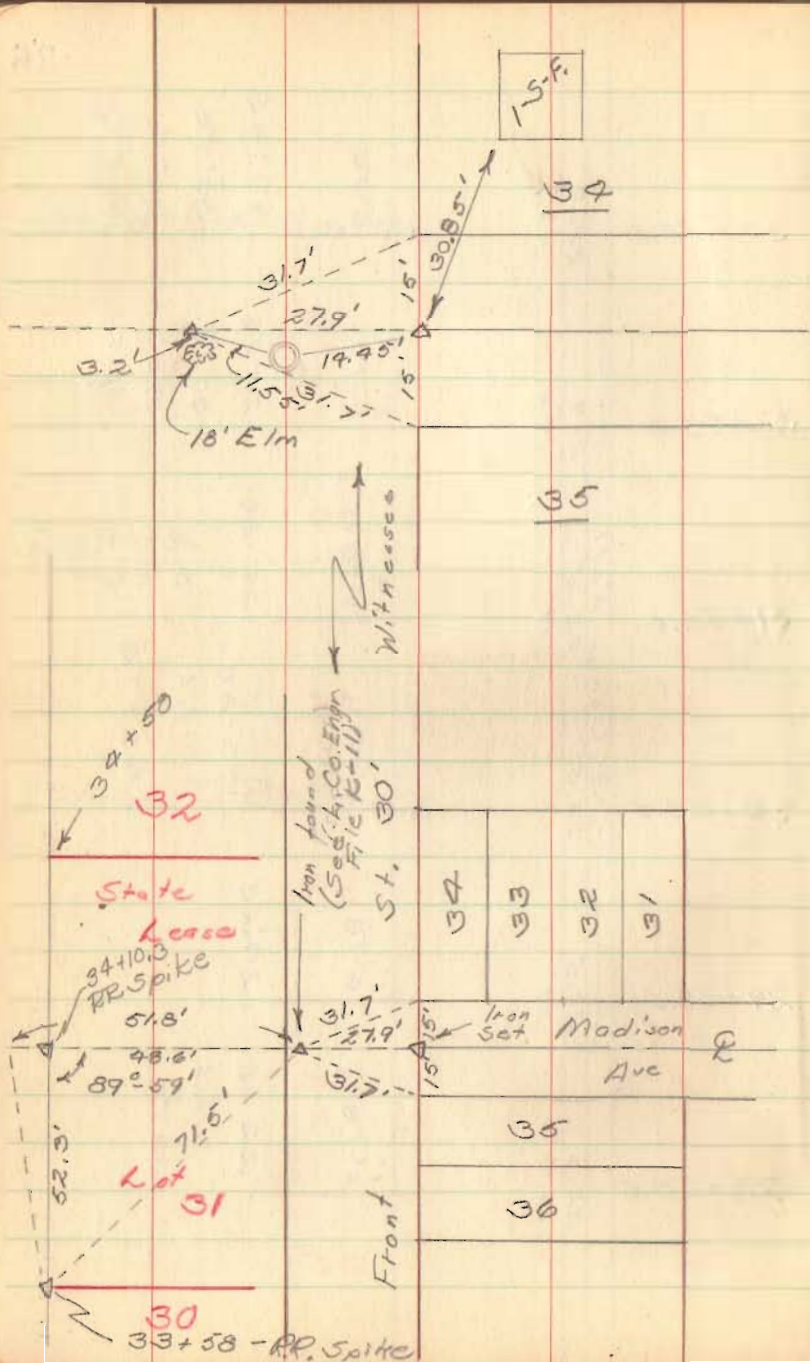 1-S.F.
34
30.85'
31.7'
15'
27.9'
3.2'
14.45'
15'
11.55'
31.7'
18' Elm
35
Witnesses
34+50
32
Iron found
(See L. Co. Engr
File K-11)
St. 30'
State
Lease
34
33
32
31
34+10.3
RR Spike
51.8'
48.6'
89°-59'
31.7'
27.9'
31.7'
15'
15'
Iron
Set
Madison
Ave
℄
52.3'
71.5'
Lot
31
35
36
Front
30
33+58 - R.R. Spike